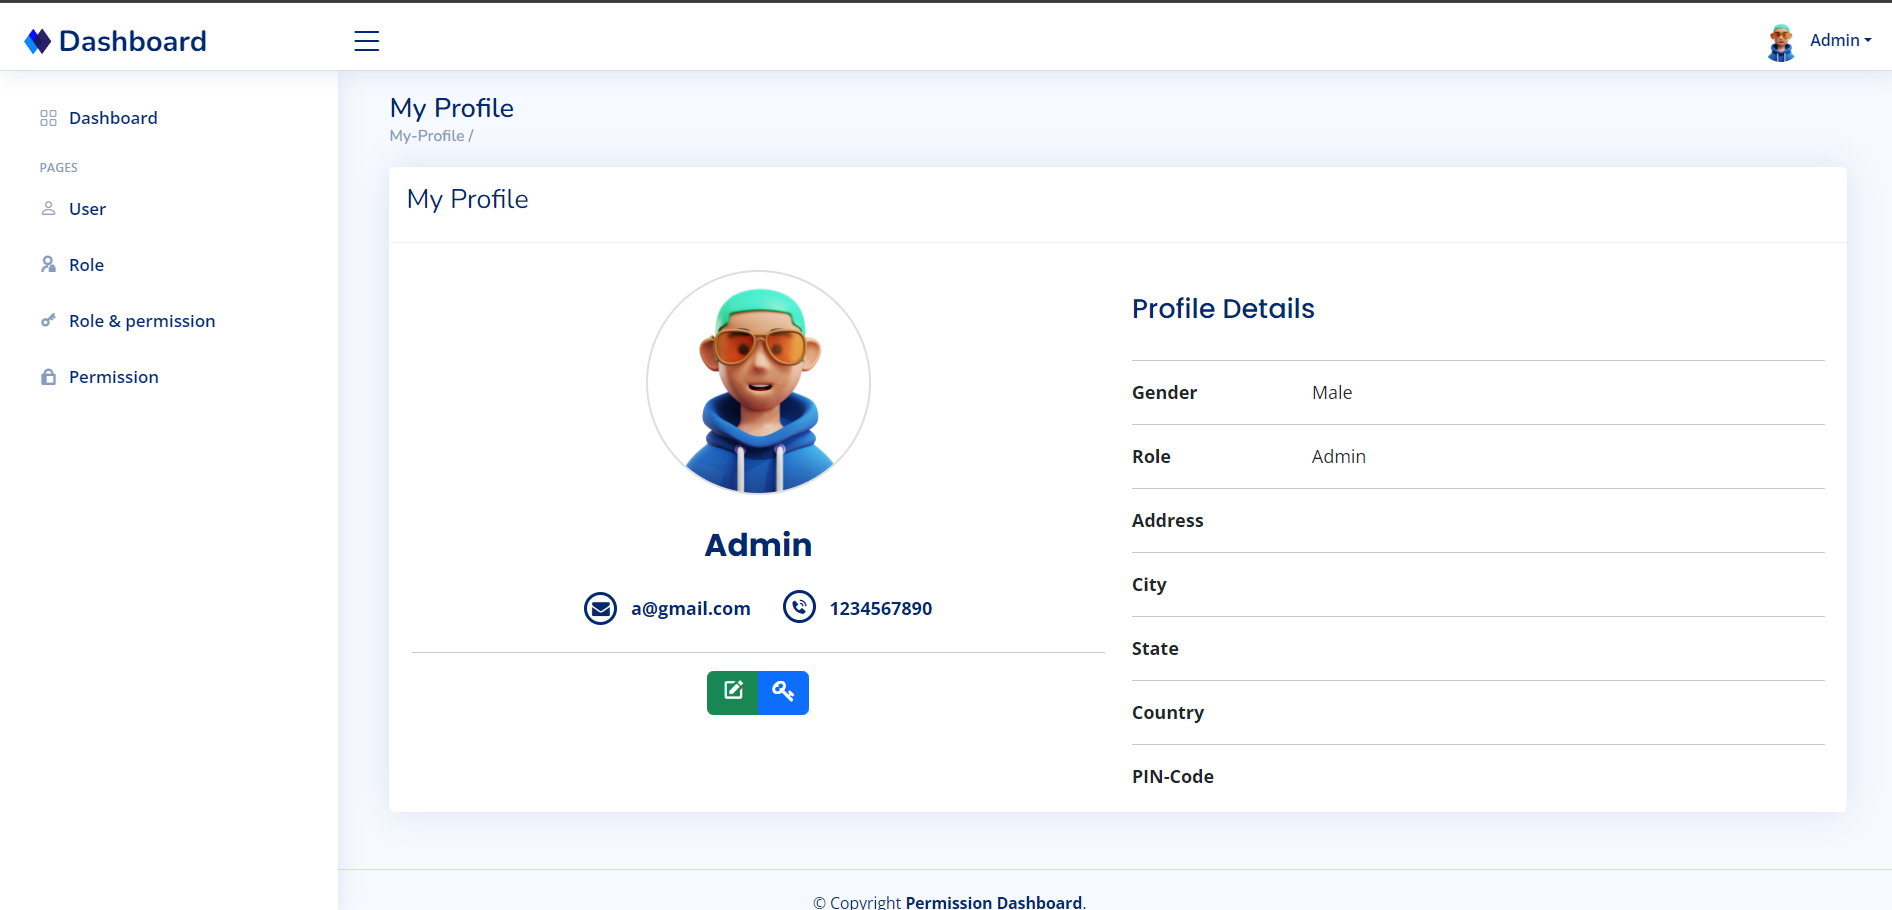 Dashboard
Admin
Dashboard
PAGES
User
Role
Role & permission
Permission
My Profile
My-Profile /
My Profile
Admin
a@gmail.com 1234567890
Profile Details
Gender Male
Role Admin
Address
City
State
Country
PIN-Code
© Copyright Permission Dashboard.